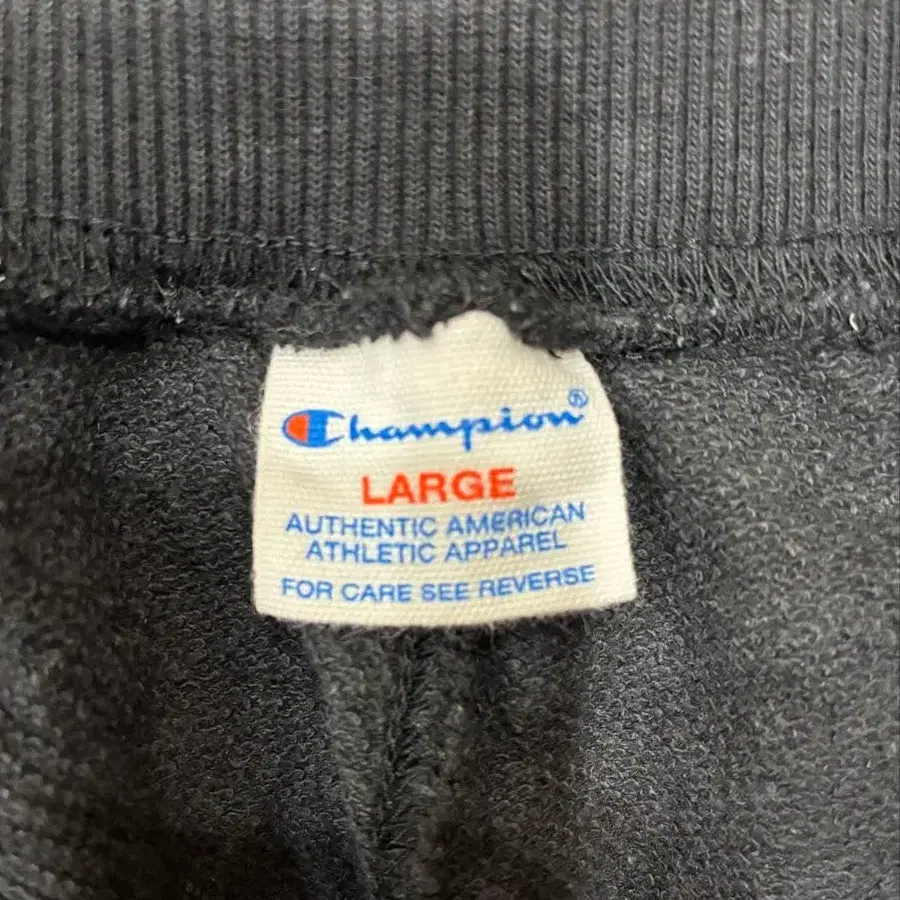 Champion®
LARGE
AUTHENTIC AMERICAN
ATHLETIC APPAREL
FOR CARE SEE REVERSE